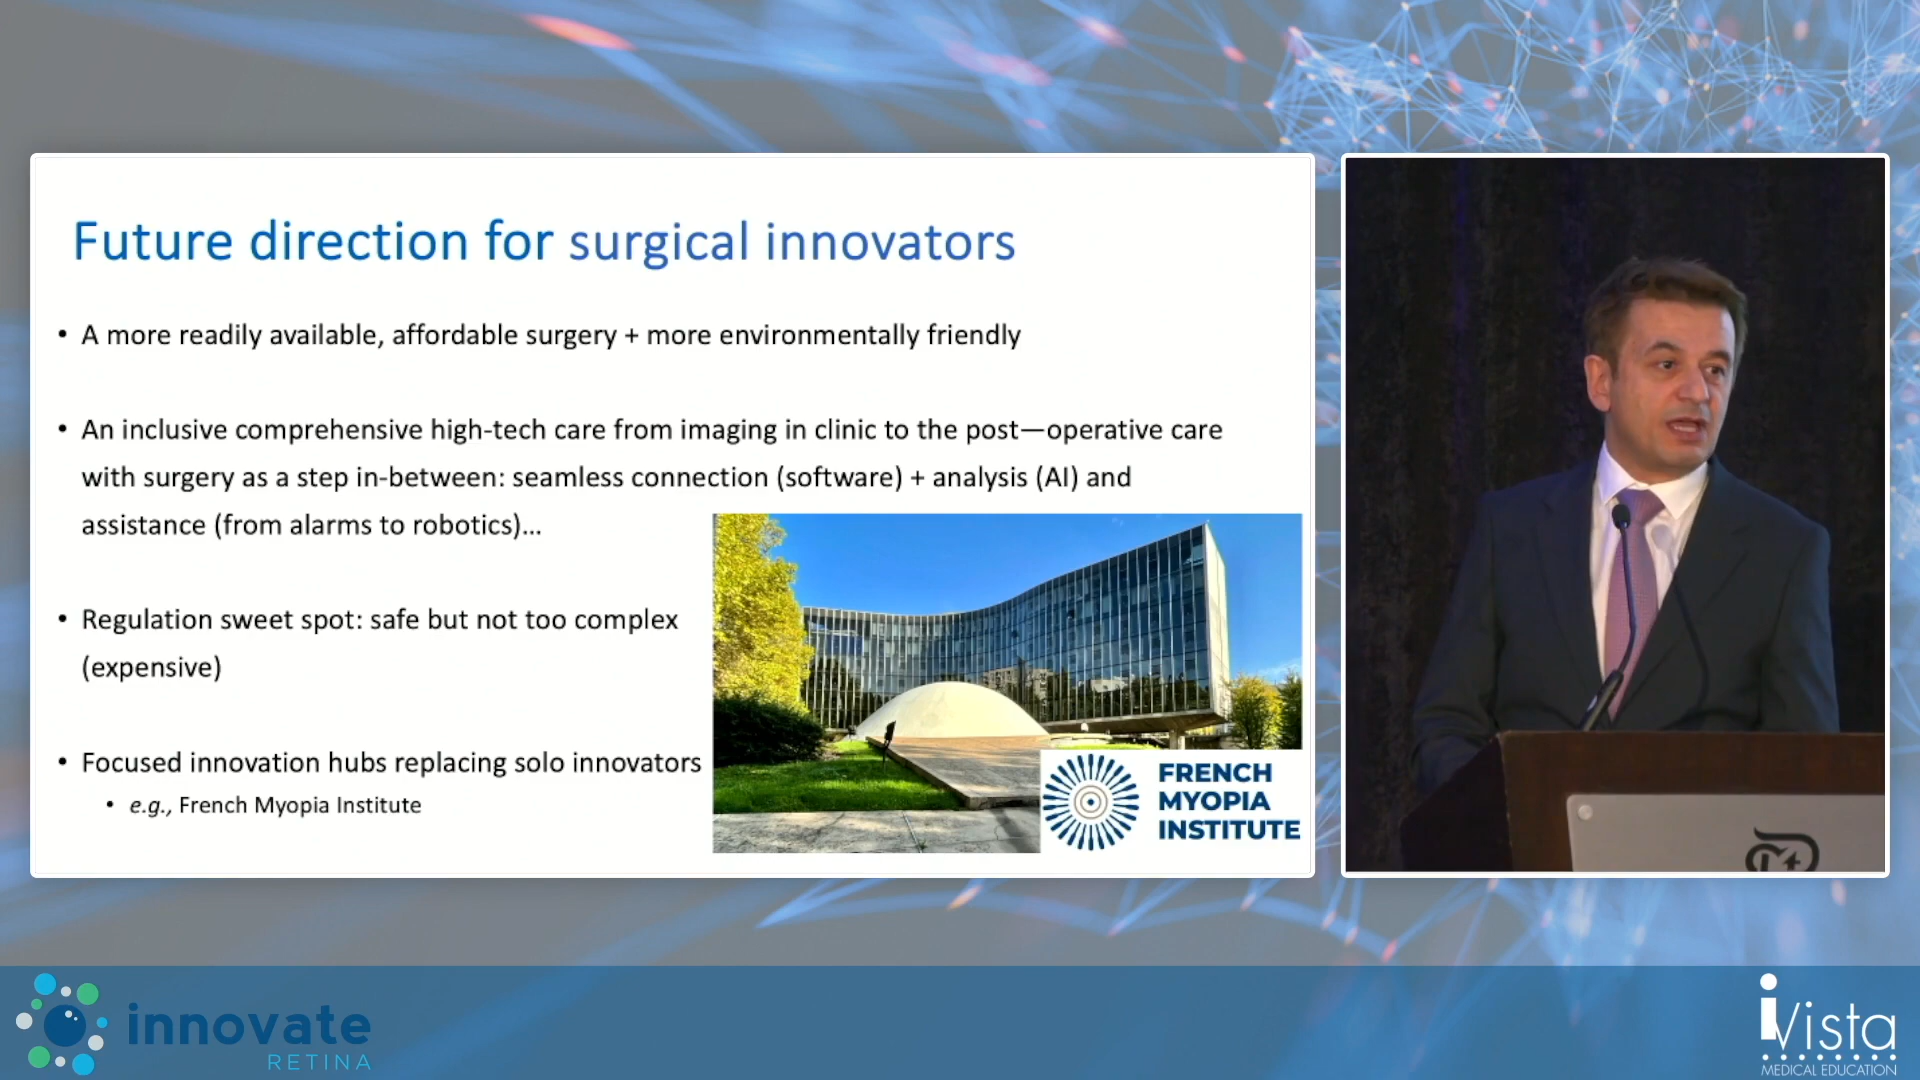 Future direction for surgical innovators
• A more readily available, affordable surgery + more environmentally friendly
• An inclusive comprehensive high-tech care from imaging in clinic to the post—operative care
with surgery as a step in-between: seamless connection (software) + analysis (AI) and
assistance (from alarms to robotics)...
• Regulation sweet spot: safe but not too complex
(expensive)
• Focused innovation hubs replacing solo innovators
• e.g., French Myopia Institute
FRENCH
MYOPIA
INSTITUTE
innovate
RETINA
iVista
MEDICAL EDUCATION